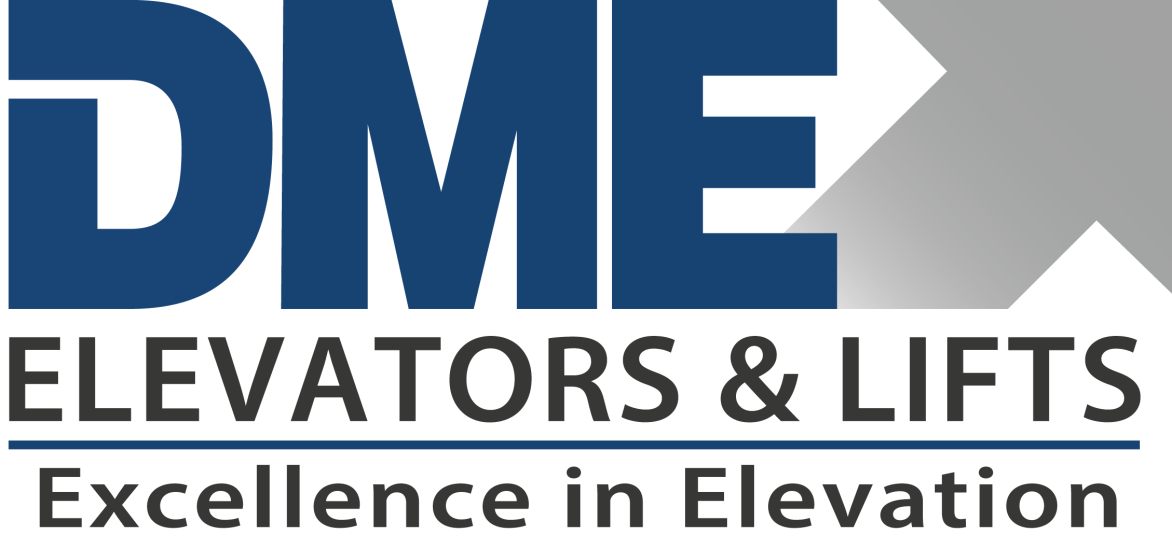 DME
ELEVATORS & LIFTS
Excellence in Elevation